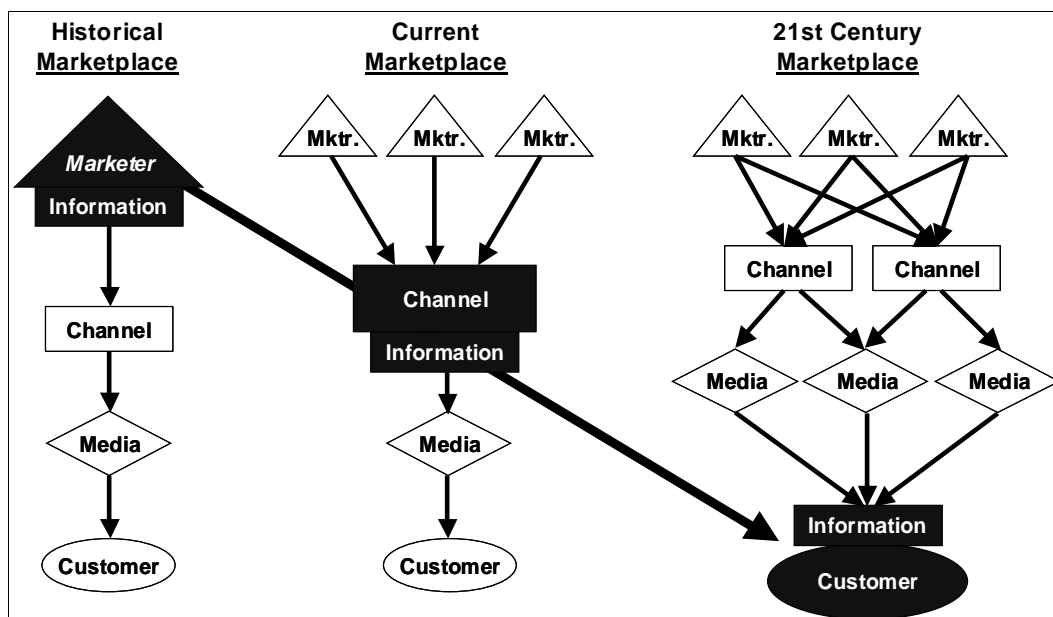 Historical
Marketplace
Current
Marketplace
21st Century
Marketplace
Marketer
Information
Channel
Media
Customer
Mktr.
Mktr.
Mktr.
Channel
Information
Media
Customer
Mktr.
Mktr.
Mktr.
Channel
Channel
Media
Media
Media
Information
Customer